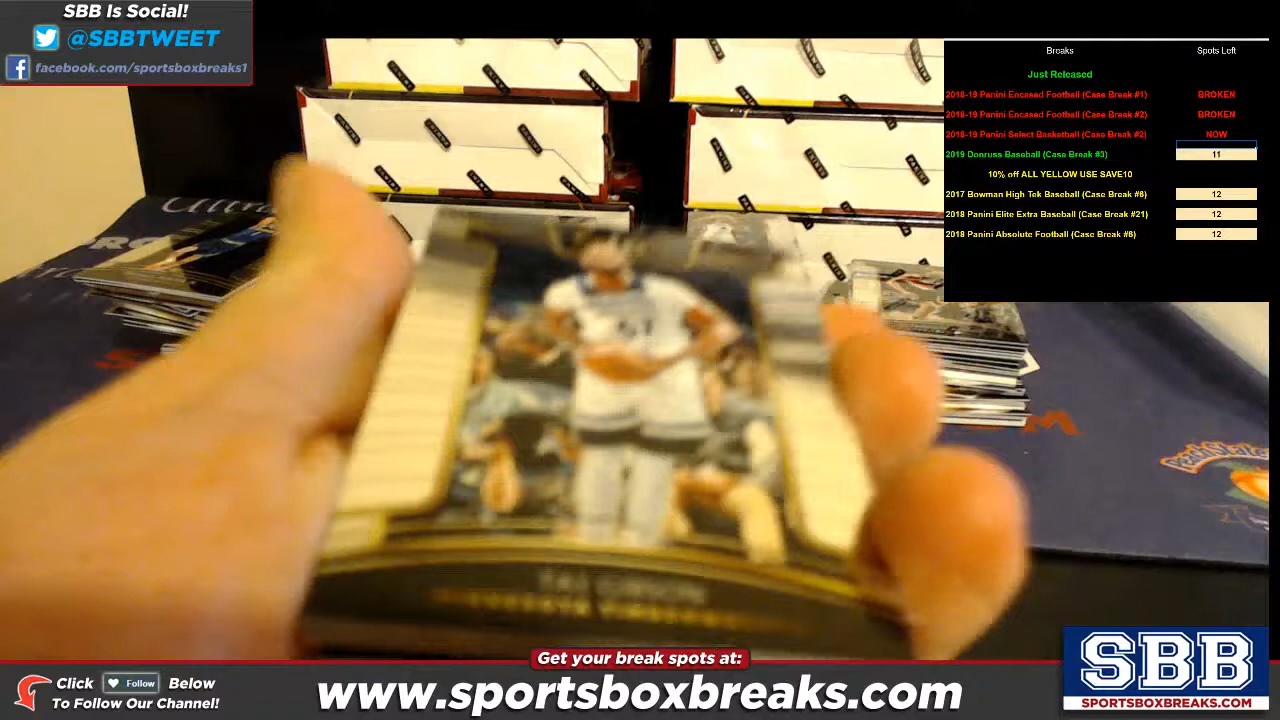 SBB Is Social!
@SBBTWEET
facebook.com/sportsboxbreaks1
Breaks Spots Left
Just Released
2018-19 Panini Encased Football (Case Break #1) BROKEN
2018-19 Panini Encased Football (Case Break #2) BROKEN
2018-19 Panini Select Basketball (Case Break #2) NOW
2019 Donruss Baseball (Case Break #3) 11
10% off ALL YELLOW USE SAVE10
2017 Bowman High Tek Baseball (Case Break #6) 12
2018 Panini Elite Extra Baseball (Case Break #21) 12
2018 Panini Absolute Football (Case Break #6) 12
Get your break spots at:
Click Follow Below
To Follow Our Channel!
www.sportsboxbreaks.com
SBB
SPORTSBOXBREAKS.COM